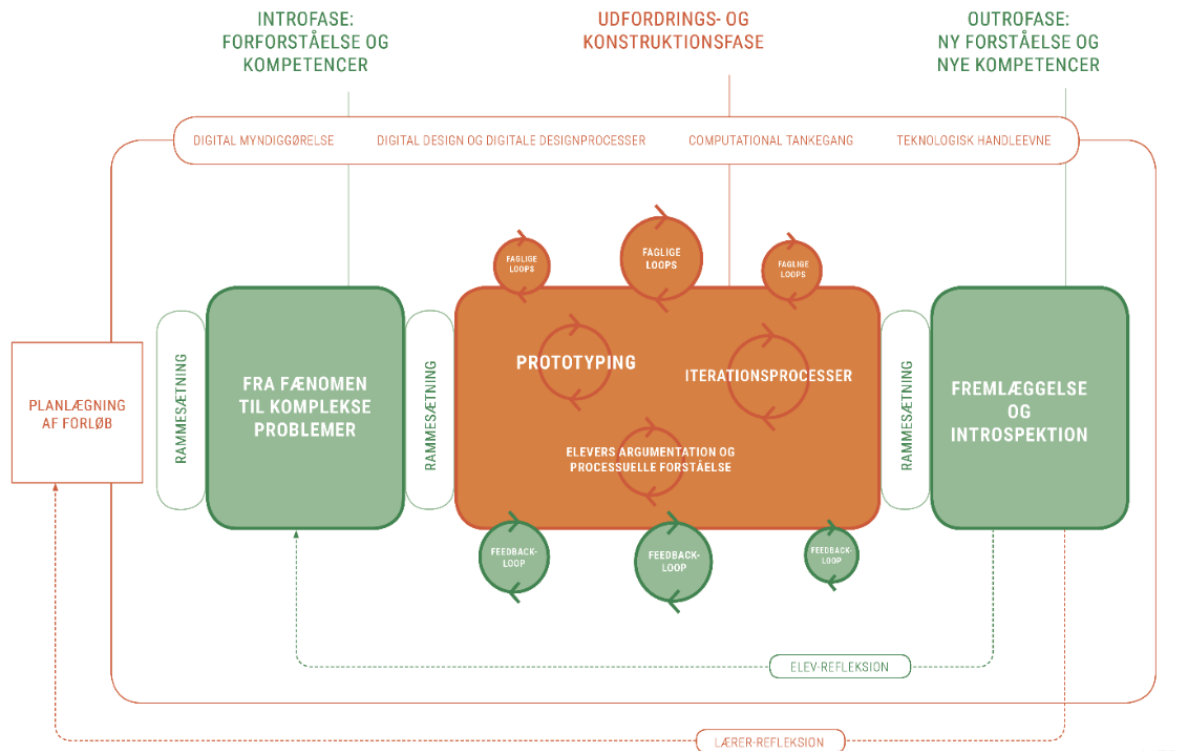 INTROFASE:
FORFORSTÅELSE OG
KOMPETENCER
UDFORDRINGS- OG
KONSTRUKTIONSFASE
OUTROFASE:
NY FORSTÅELSE OG
NYE KOMPETENCER
DIGITAL MYNDIGGØRELSE
DIGITAL DESIGN OG DIGITALE DESIGNPROCESSER
COMPUTATIONAL TANKEGANG
TEKNOLOGISK HANDLEEVNE
PLANLÆGNING
AF FORLØB
RAMMESÆTNING
FRA FÆNOMEN
TIL KOMPLEKSE
PROBLEMER
RAMMESÆTNING
FAGLIGE
LOOPS
FAGLIGE
LOOPS
FAGLIGE
LOOPS
PROTOTYPING
ITERATIONSPROCESSER
ELEVERS ARGUMENTATION OG
PROCESSUELLE FORSTÅELSE
FEEDBACK-
LOOP
FEEDBACK-
LOOP
FEEDBACK-
LOOP
RAMMESÆTNING
FREMLÆGGELSE
OG
INTROSPEKTION
ELEV-REFLEKSION
LÆRER-REFLEKSION